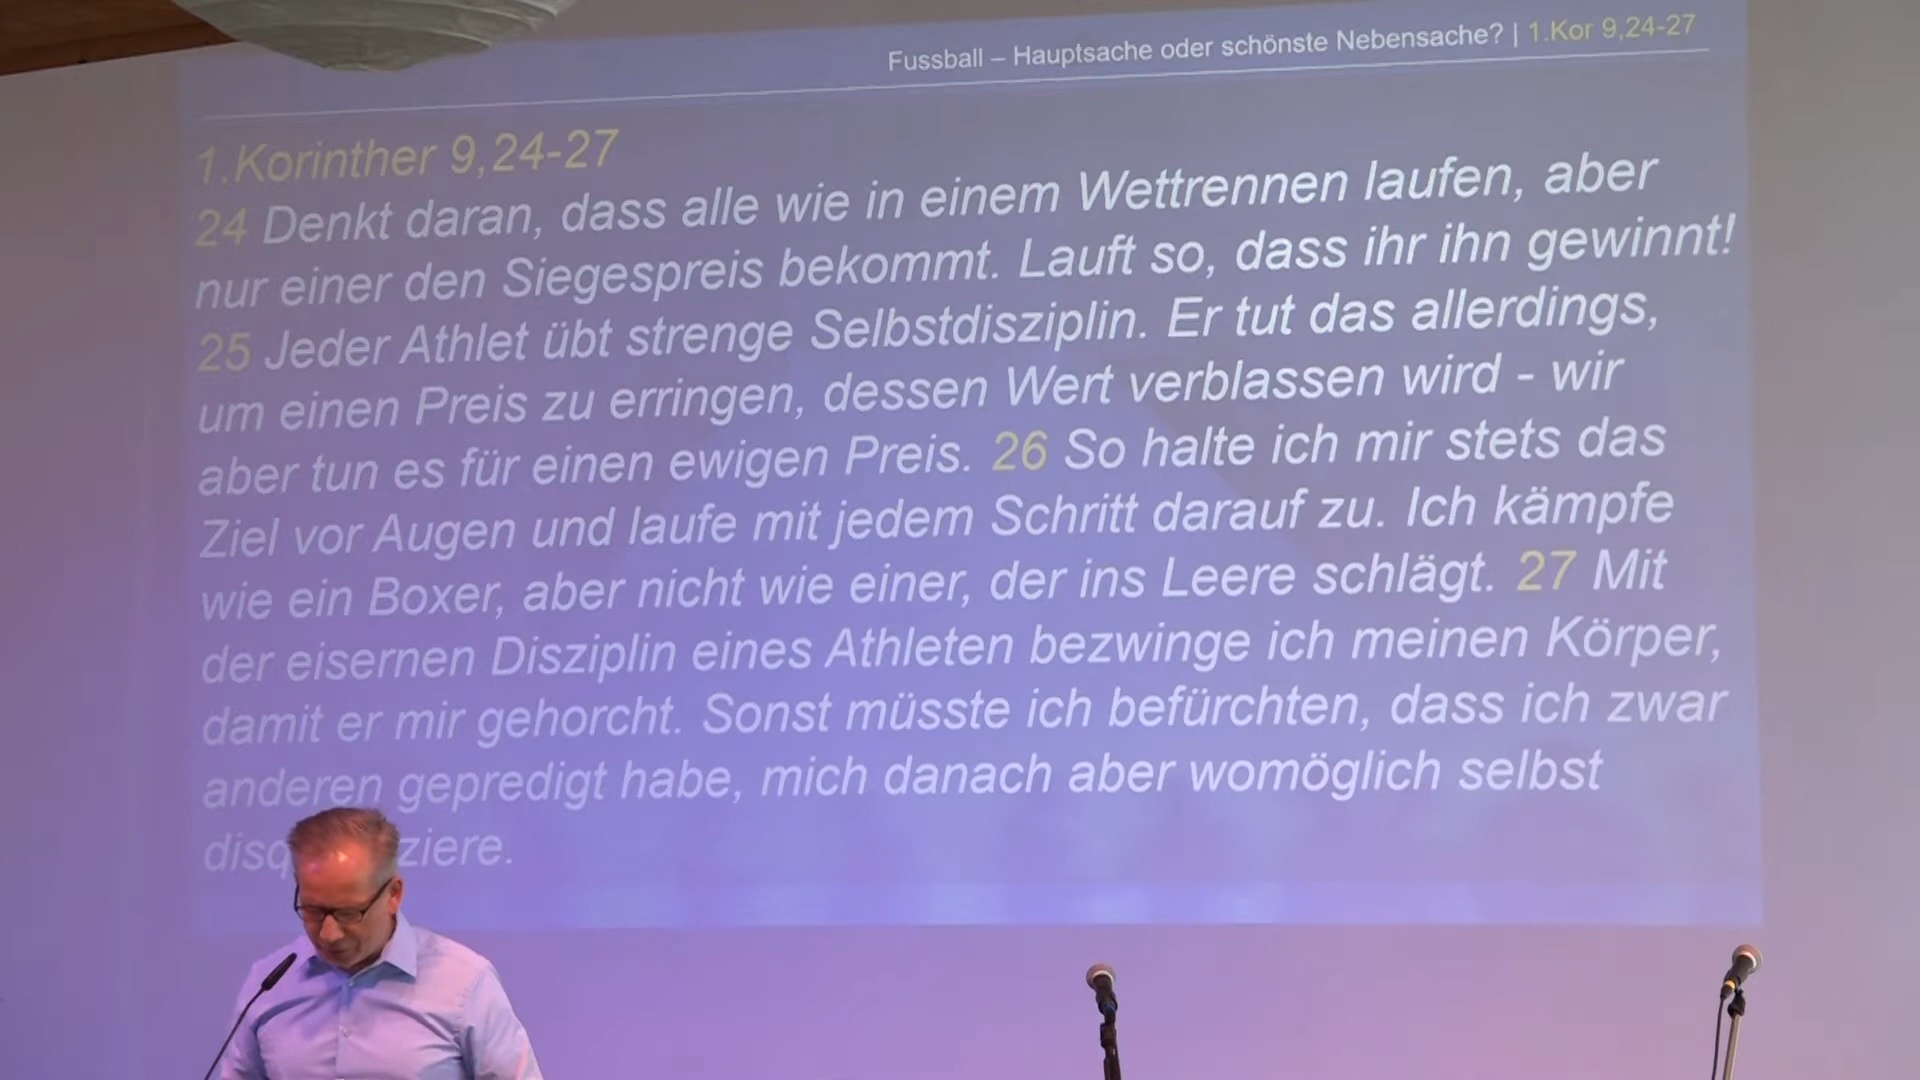 Fussball – Hauptsache oder schönste Nebensache? | 1.Kor 9,24-27
1.Korinther 9,24-27
24 Denkt daran, dass alle wie in einem Wettrennen laufen, aber
nur einer den Siegespreis bekommt. Lauft so, dass ihr ihn gewinnt!
25 Jeder Athlet übt strenge Selbstdisziplin. Er tut das allerdings,
um einen Preis zu erringen, dessen Wert verblassen wird - wir
aber tun es für einen ewigen Preis. 26 So halte ich mir stets das
Ziel vor Augen und laufe mit jedem Schritt darauf zu. Ich kämpfe
wie ein Boxer, aber nicht wie einer, der ins Leere schlägt. 27 Mit
der eisernen Disziplin eines Athleten bezwinge ich meinen Körper,
damit er mir gehorcht. Sonst müsste ich befürchten, dass ich zwar
anderen gepredigt habe, mich danach aber womöglich selbst